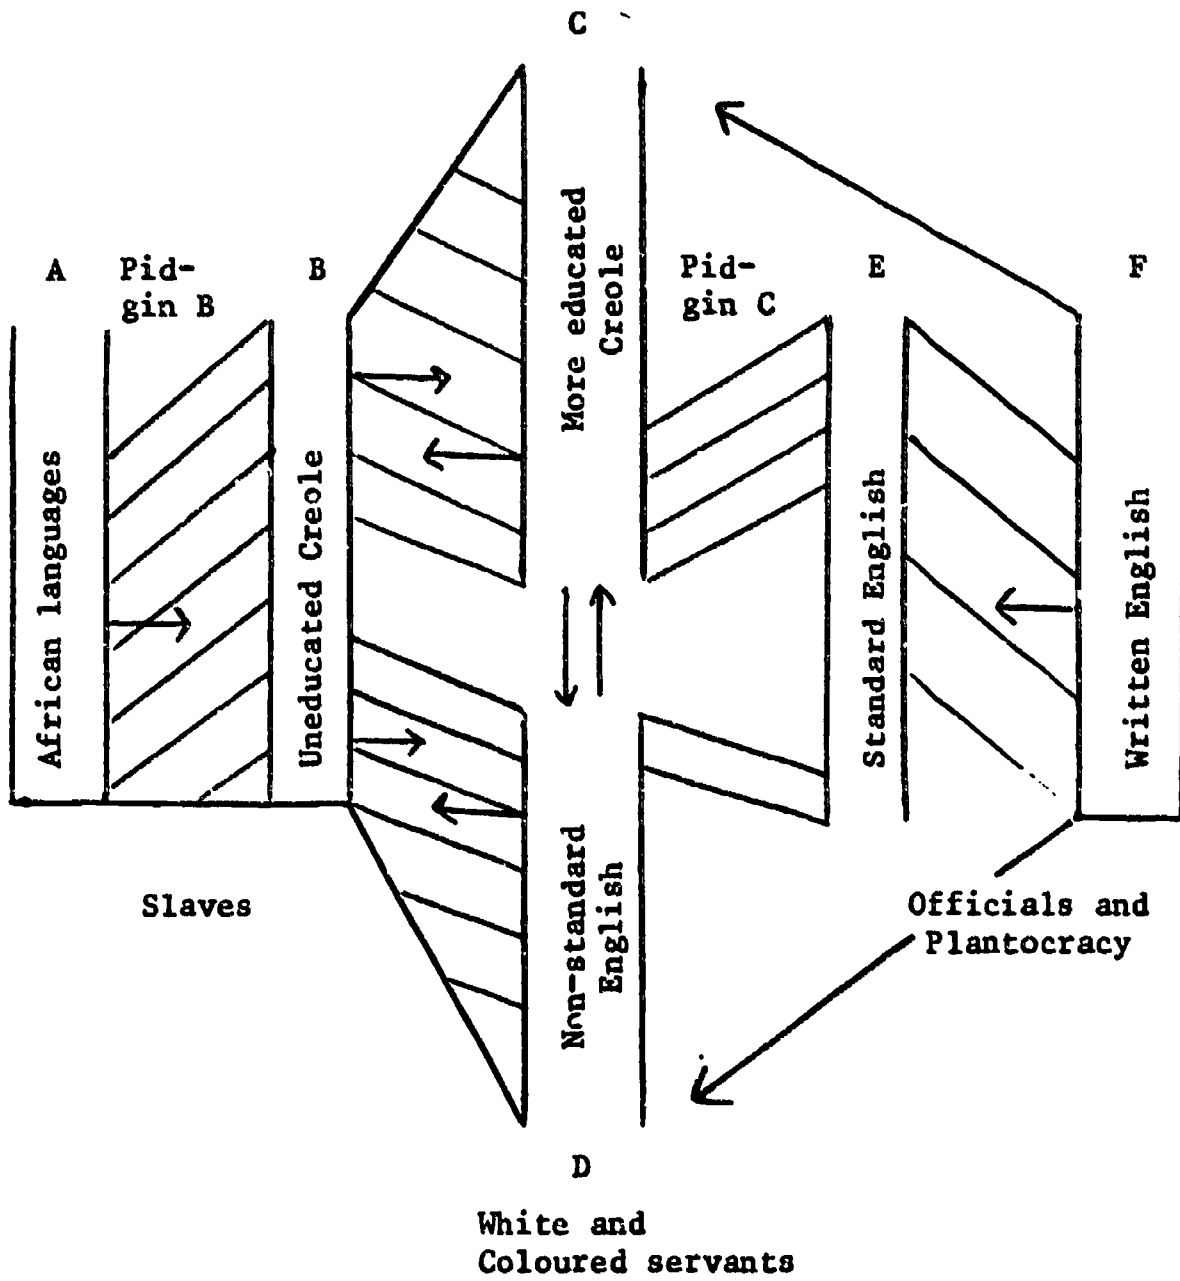 C
A
Pid-
gin B
B
Pid-
gin C
E
F
African languages
Uneducated Creole
More educated
Creole
Standard English
Written English
Non-standard
English
Slaves
Officials and
Plantocracy
D
White and
Coloured servants